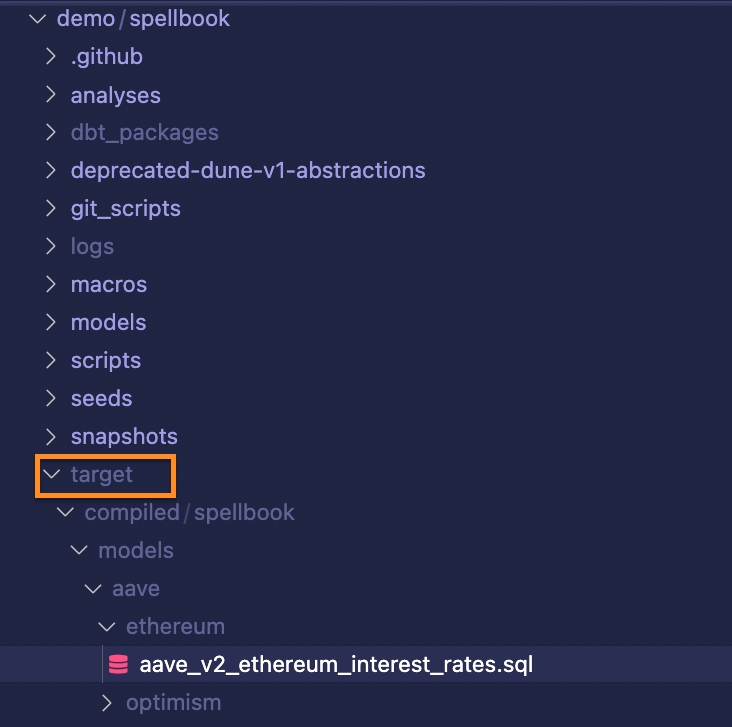 demo/spellbook
.github
analyses
dbt_packages
deprecated-dune-v1-abstractions
git_scripts
logs
macros
models
scripts
seeds
snapshots
target
compiled/spellbook
models
aave
ethereum
aave_v2_ethereum_interest_rates.sql
optimism